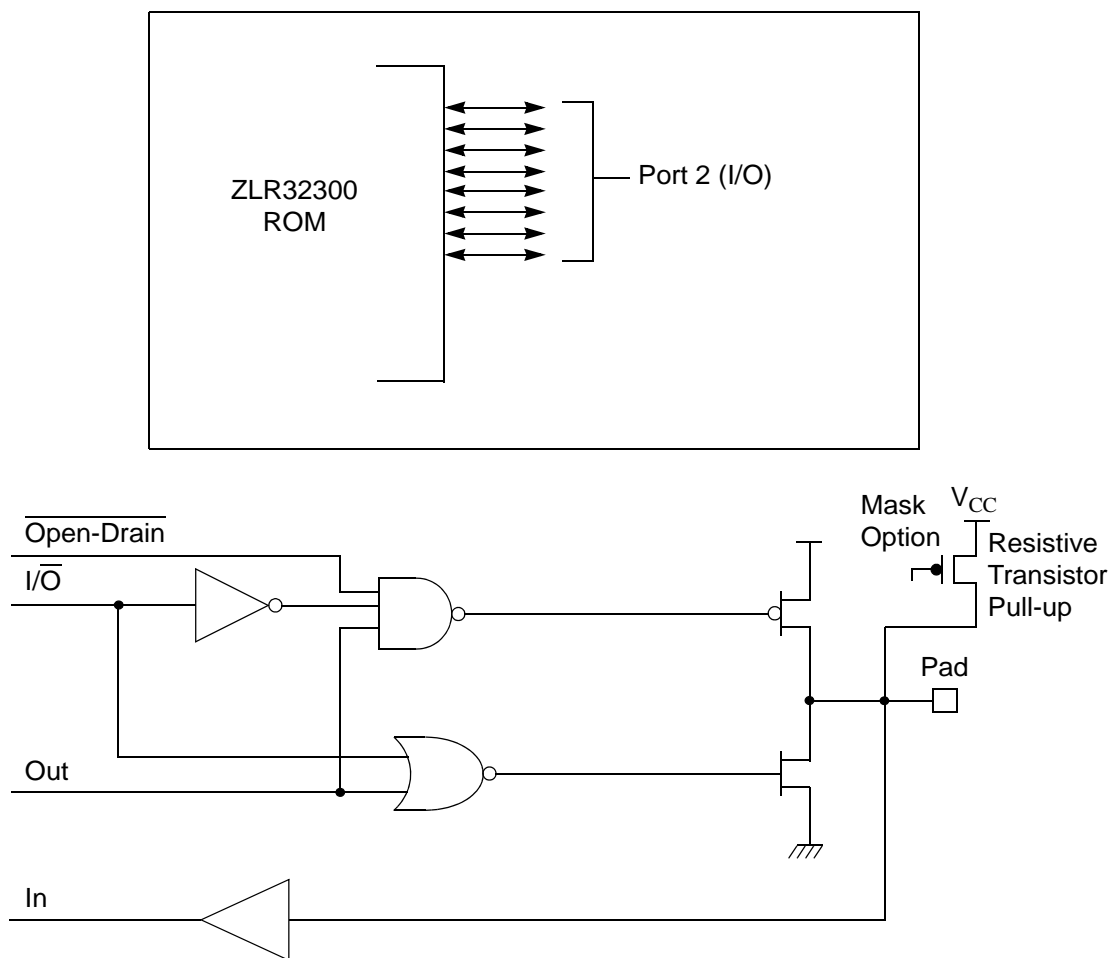 ZLR32300
ROM
Port 2 (I/O)
Open-Drain
I/O
Mask
Option
VCC
Resistive
Transistor
Pull-up
Pad
Out
In